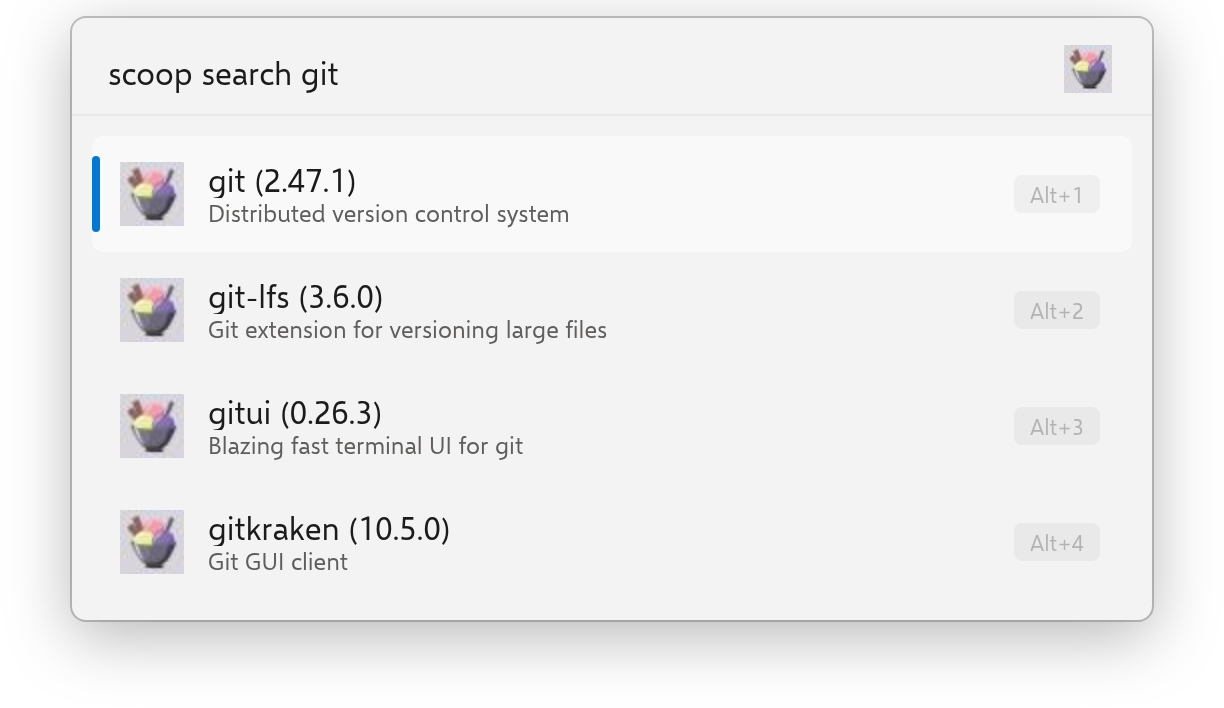 scoop search git
git (2.47.1)
Distributed version control system
Alt+1
git-lfs (3.6.0)
Git extension for versioning large files
Alt+2
gitui (0.26.3)
Blazing fast terminal UI for git
Alt+3
gitkraken (10.5.0)
Git GUI client
Alt+4